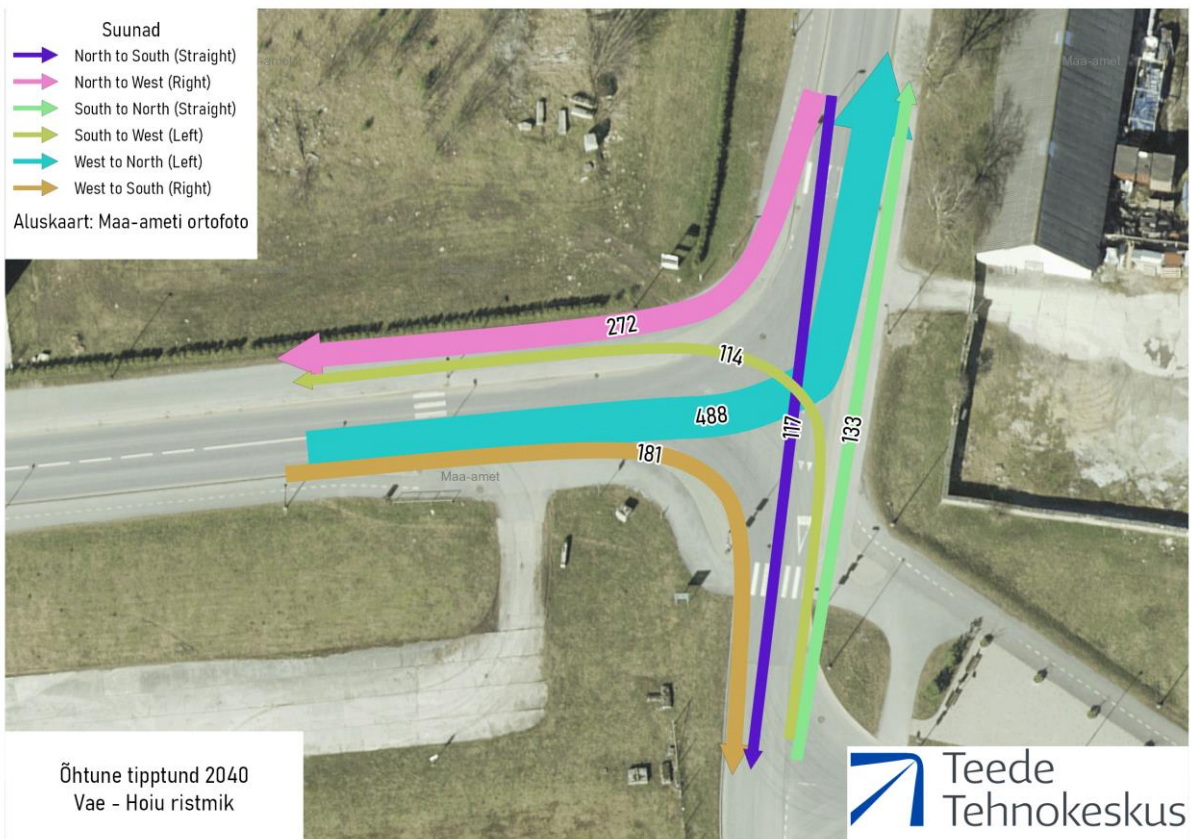 Suunad
North to South (Straight)
North to West (Right)
South to North (Straight)
South to West (Left)
West to North (Left)
West to South (Right)
Aluskaart: Maa-ameti ortofoto
Maa-amet
272
114
488
117
133
181
Maa-amet
Õhtune tipptund 2040
Vae - Hoiu ristmik
Teede
Tehnokeskus